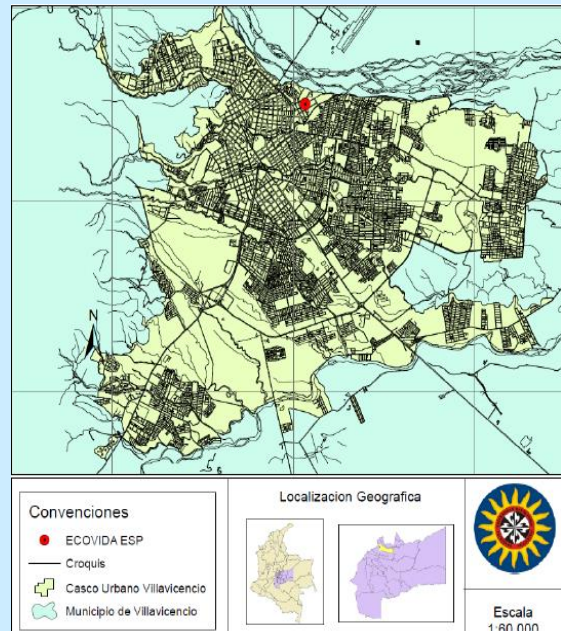 N
Convenciones
ECOVIDA ESP
Croquis
Casco Urbano Villavicencio
Municipio de Villavicencio
Localizacion Geografica
Escala
1:60.000